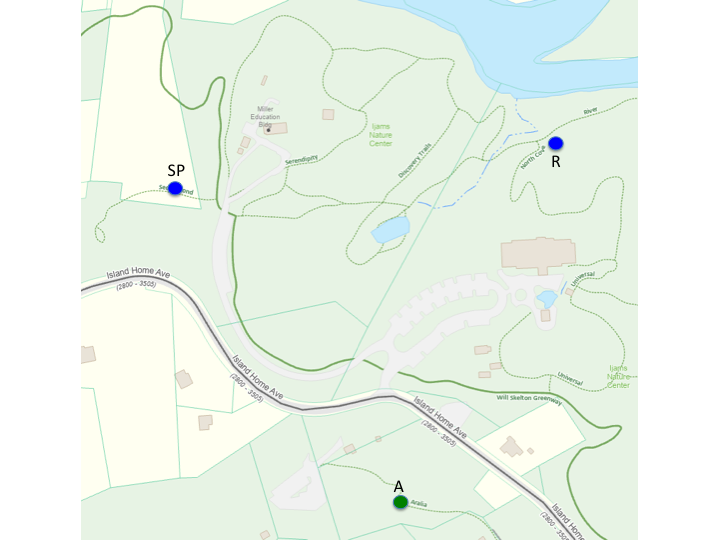 Miller
Education
Bldg
Ijams
Nature
Center
River
North Cove
R
Discovery Trails
Serendipity
SP
Island Home Ave
(2800 - 3505)
Universal
Island Home Ave
(2800 - 3505)
Ijams
Nature
Center
Universal
Will Skelton Greenway
Island Home Ave
(2800 - 3505)
A
Aralia
Island Home
(2800 - 3505)